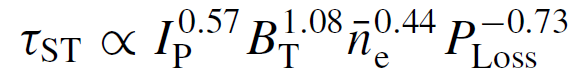 τ_ST ∝ I_P^0.57 B_T^1.08 n̄_e^0.44 P_Loss^−0.73